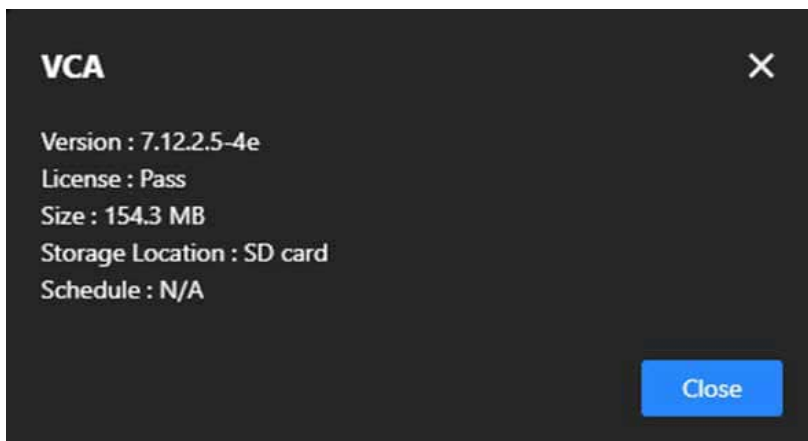 VCA
Version : 7.12.2.5-4e
License : Pass
Size : 154.3 MB
Storage Location : SD card
Schedule : N/A
Close